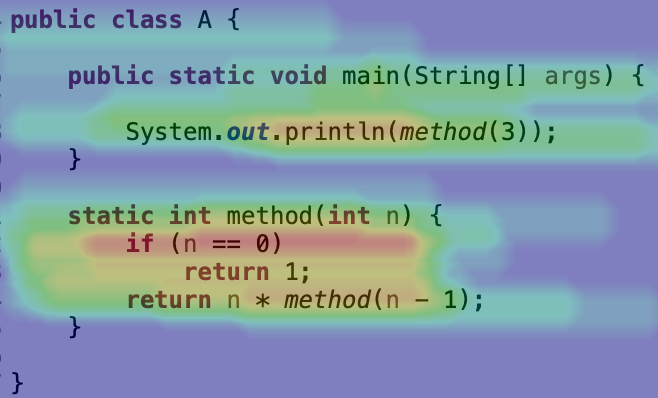 public class A {
public static void main(String[] args) {
System.out.println(method(3));
}
static int method(int n) {
if (n == 0)
return 1;
return n * method(n − 1);
}
}